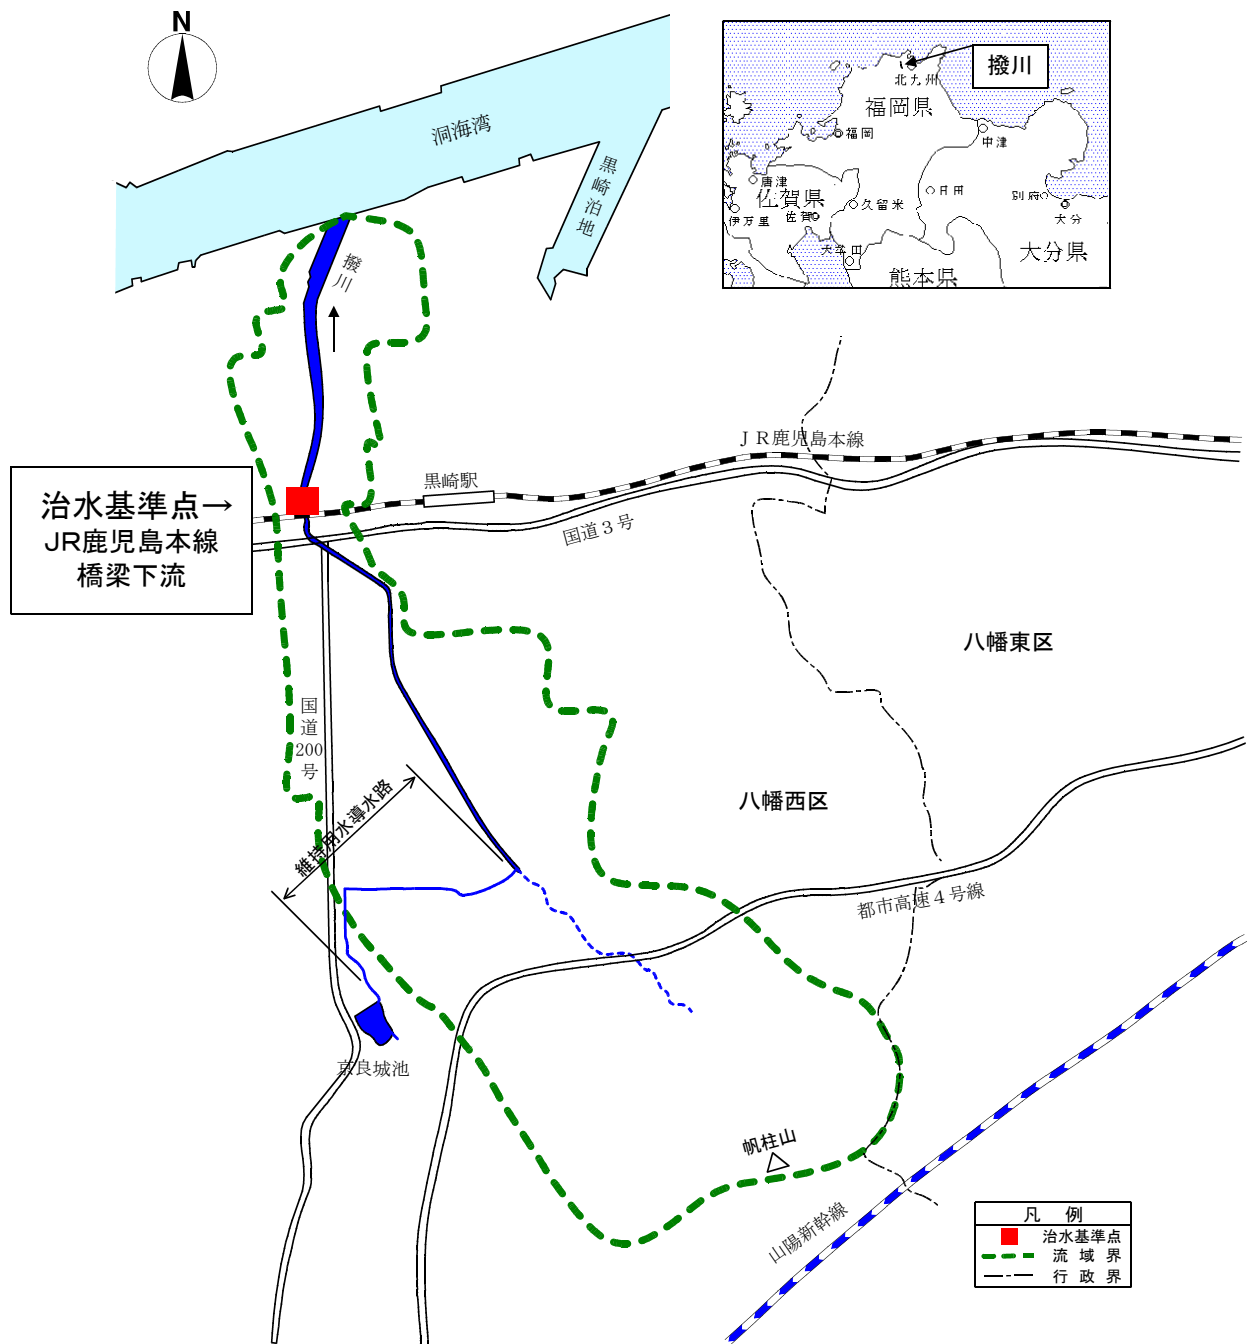 N
撥川
北九州
福岡県
福岡
中津
唐津
佐賀県
日田
別府
伊万里
佐賀
久留米
大分
大牟田
大分県
熊本県
洞海湾
黒崎泊地
撥川
ＪＲ鹿児島本線
黒崎駅
国道３号
治水基準点→
JR鹿児島本線
橋梁下流
八幡東区
国道200号
八幡西区
維持用水導水路
都市高速４号線
京良城池
帆柱山
山陽新幹線
凡 例
治水基準点
流域界
行政界